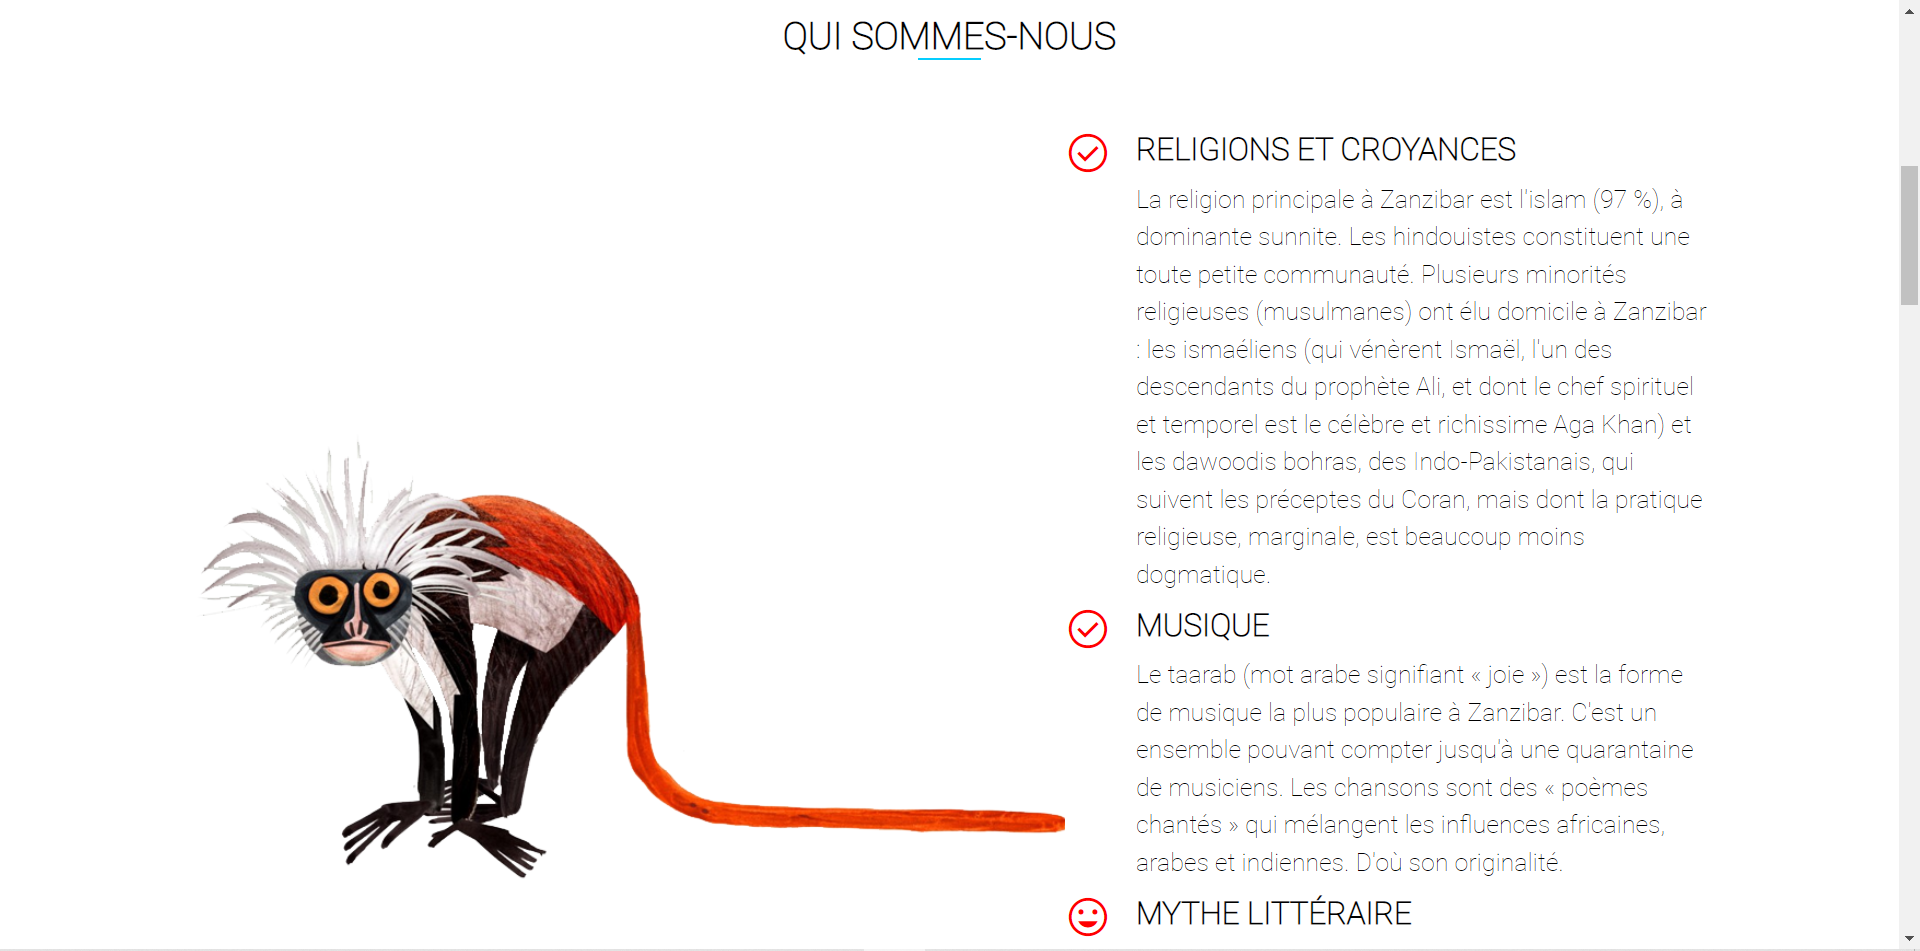 QUI SOMMES-NOUS
RELIGIONS ET CROYANCES
La religion principale à Zanzibar est l'islam (97 %), à
dominante sunnite. Les hindouistes constituent une
toute petite communauté. Plusieurs minorités
religieuses (musulmanes) ont élu domicile à Zanzibar
: les ismaéliens (qui vénèrent Ismaël, l'un des
descendants du prophète Ali, et dont le chef spirituel
et temporel est le célèbre et richissime Aga Khan) et
les dawoodis bohras, des Indo-Pakistanais, qui
suivent les préceptes du Coran, mais dont la pratique
religieuse, marginale, est beaucoup moins
dogmatique.
MUSIQUE
Le taarab (mot arabe signifiant « joie ») est la forme
de musique la plus populaire à Zanzibar. C'est un
ensemble pouvant compter jusqu'à une quarantaine
de musiciens. Les chansons sont des « poèmes
chantés » qui mélangent les influences africaines,
arabes et indiennes. D'où son originalité.
MYTHE LITTÉRAIRE